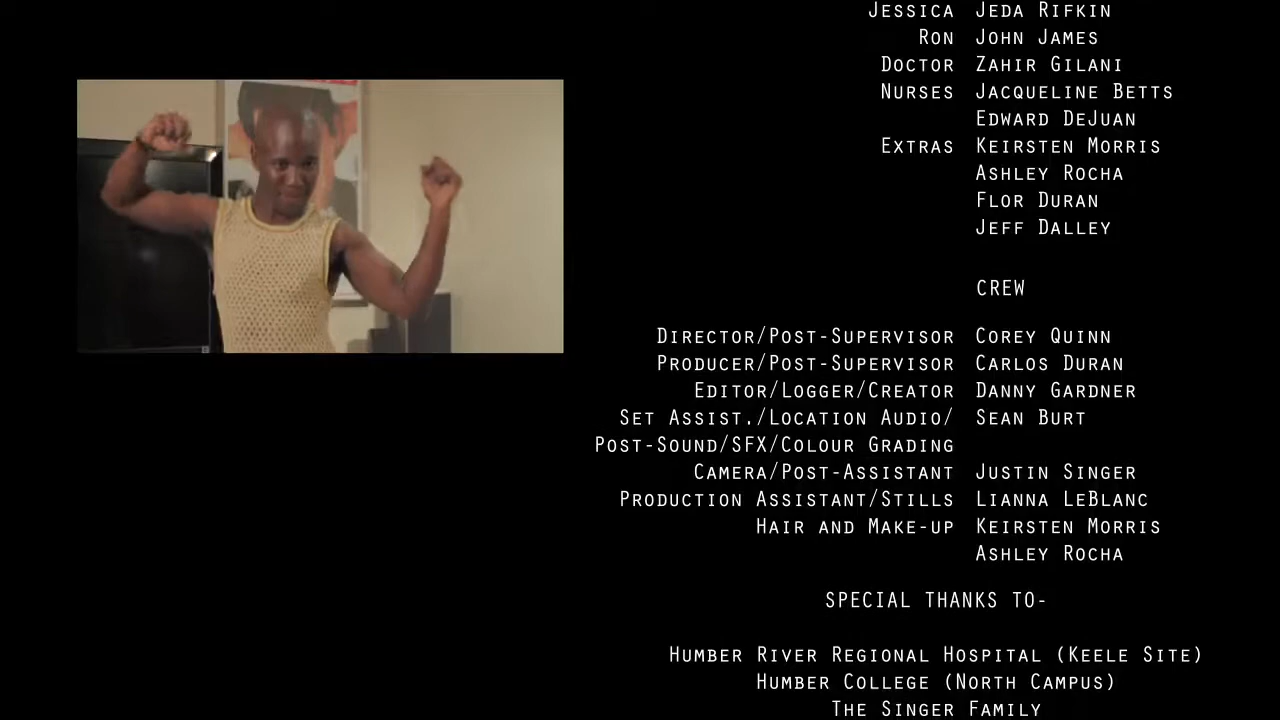 Jessica Jeda Rifkin
Ron John James
Doctor Zahir Gilani
Nurses Jacqueline Betts
Edward DeJuan
Extras Keirsten Morris
Ashley Rocha
Flor Duran
Jeff Dalley
CREW
Director/Post-Supervisor Corey Quinn
Producer/Post-Supervisor Carlos Duran
Editor/Logger/Creator Danny Gardner
Set Assist./Location Audio/ Sean Burt
Post-Sound/SFX/Colour Grading
Camera/Post-Assistant Justin Singer
Production Assistant/Stills Lianna LeBlanc
Hair and Make-up Keirsten Morris
Ashley Rocha
SPECIAL THANKS TO-
Humber River Regional Hospital (Keele Site)
Humber College (North Campus)
The Singer Family